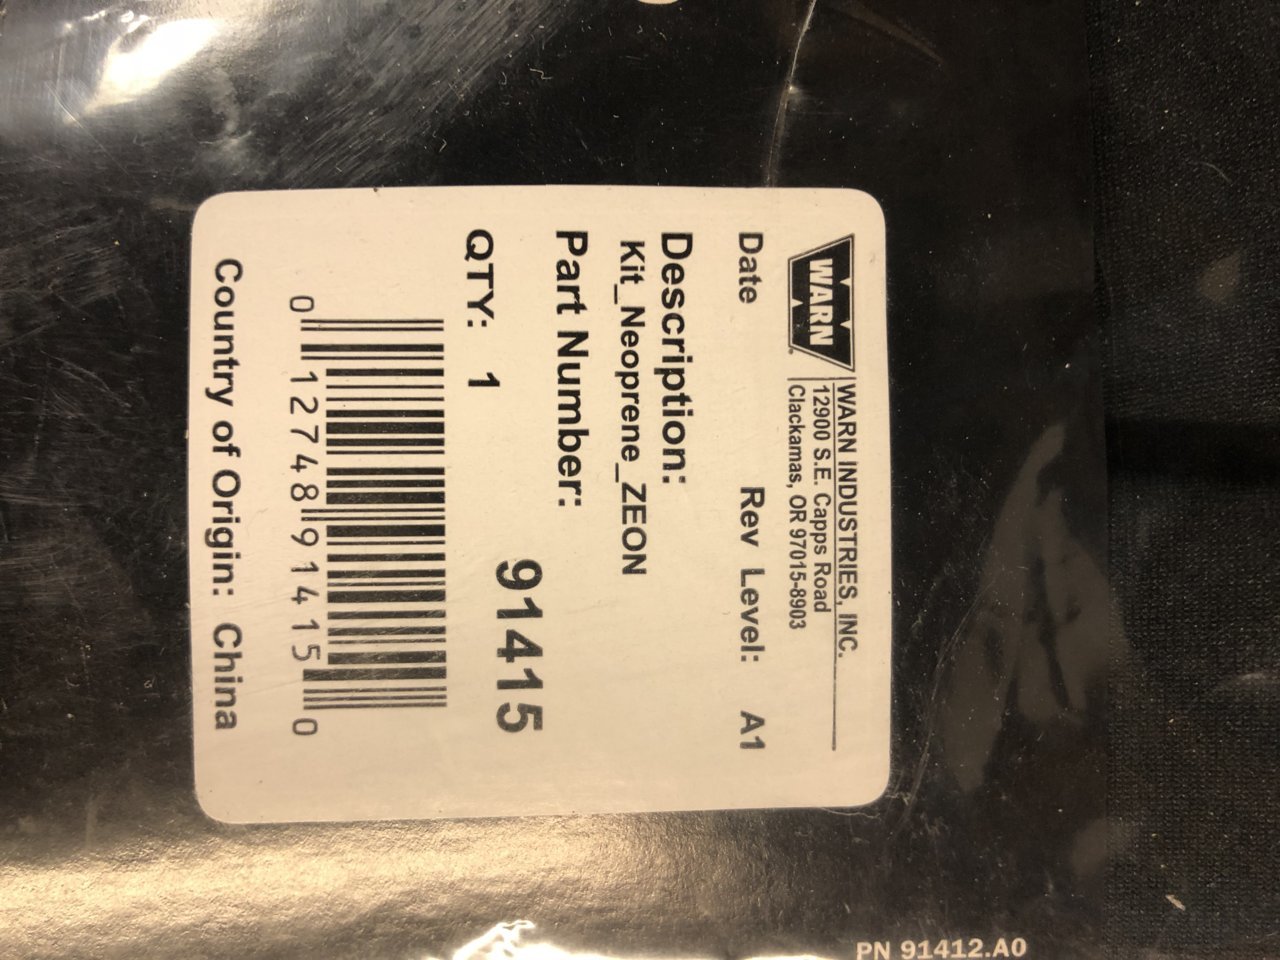 WARN
WARN INDUSTRIES, INC.
12900 S.E. Capps Road
Clackamas, OR 97015-8903
Date Rev Level: A1
Description:
Kit_Neoprene_ZEON
Part Number:
91415
QTY: 1
0 12748 91415 0
Country of Origin: China
PN 91412.A0